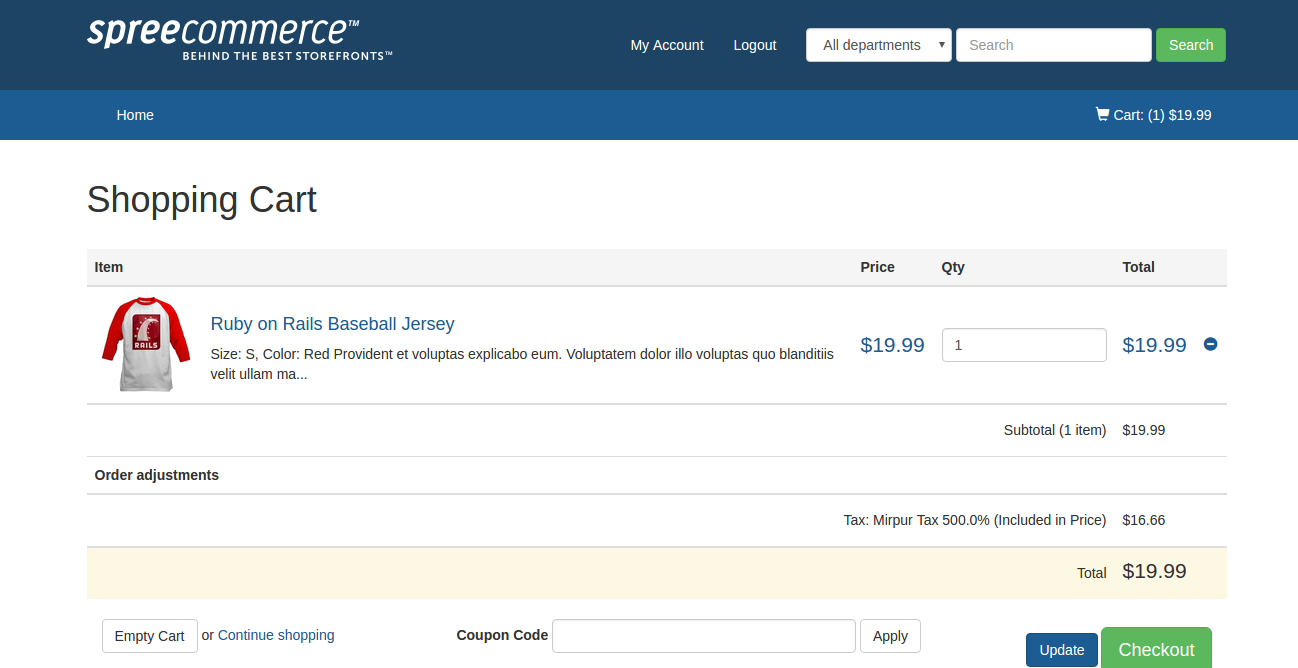 spreecommerce™
BEHIND THE BEST STOREFRONTS™
My Account Logout All departments Search Search
Home Cart: (1) $19.99
Shopping Cart
Item Price Qty Total
RAILS
Ruby on Rails Baseball Jersey
Size: S, Color: Red Provident et voluptas explicabo eum. Voluptatem dolor illo voluptas quo blanditiis
velit ullam ma...
$19.99 1 $19.99
Subtotal (1 item) $19.99
Order adjustments
Tax: Mirpur Tax 500.0% (Included in Price) $16.66
Total $19.99
Empty Cart or Continue shopping Coupon Code Apply Update Checkout